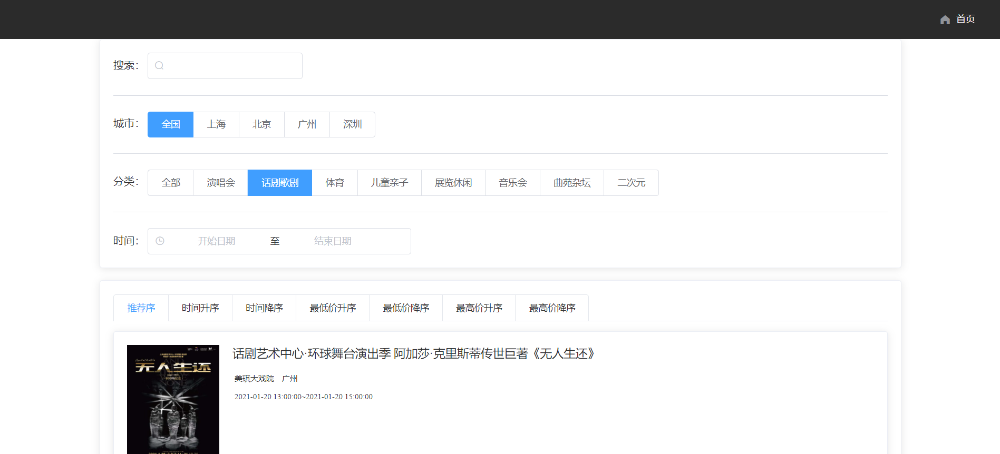 首页
搜索：
城市： 全国 上海 北京 广州 深圳
分类： 全部 演唱会 话剧歌剧 体育 儿童亲子 展览休闲 音乐会 曲苑杂坛 二次元
时间： 开始日期 至 结束日期
推荐序 时间升序 时间降序 最低价升序 最低价降序 最高价升序 最高价降序
话剧艺术中心·环球舞台演出季 阿加莎·克里斯蒂传世巨著《无人生还》
美琪大戏院 广州
2021-01-20 13:00:00~2021-01-20 15:00:00
无人生还